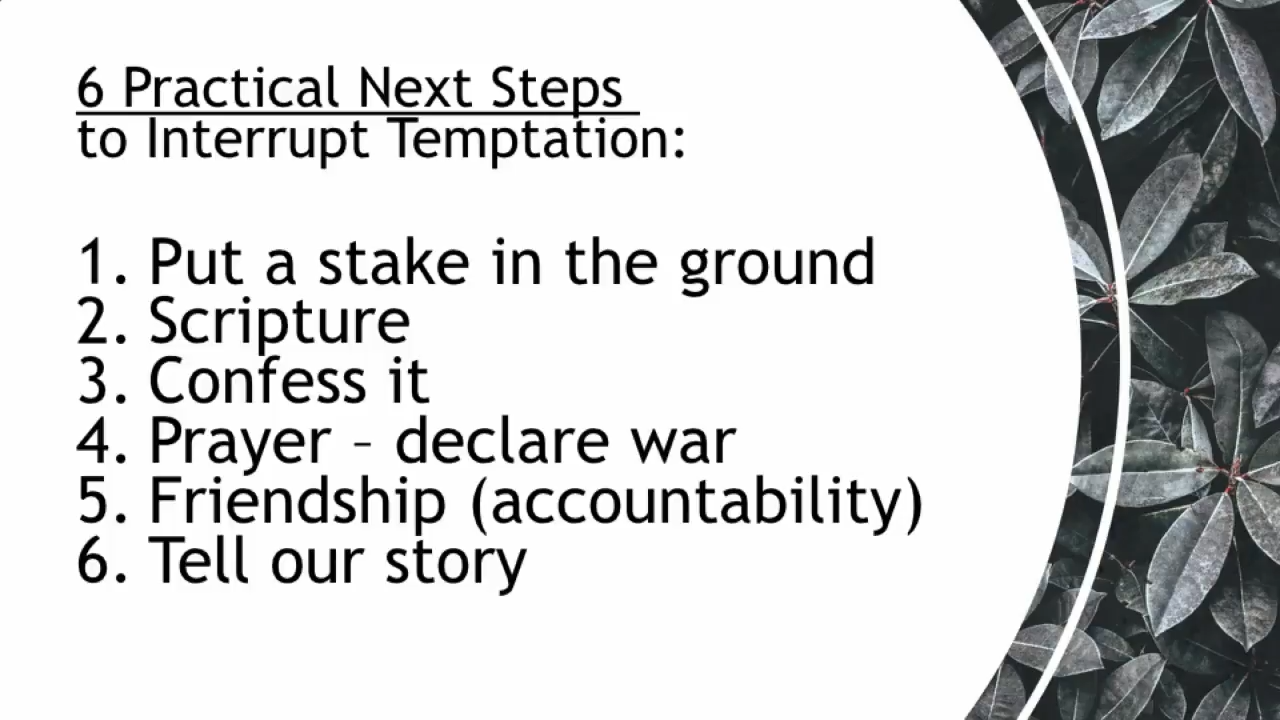 6 Practical Next Steps
to Interrupt Temptation:
1. Put a stake in the ground
2. Scripture
3. Confess it
4. Prayer – declare war
5. Friendship (accountability)
6. Tell our story